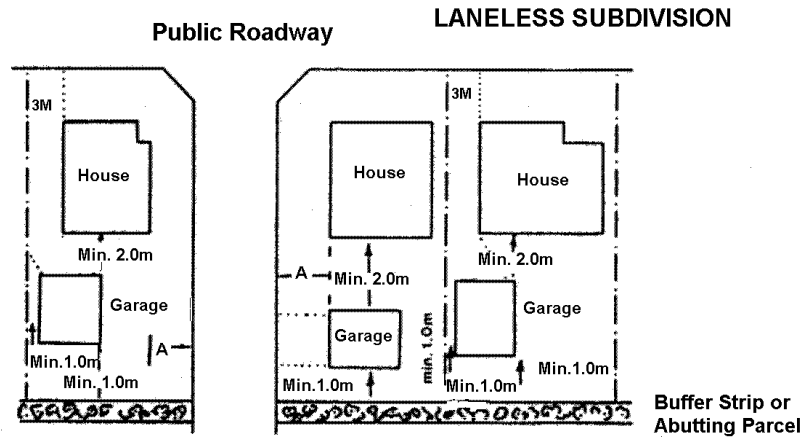 LANELESS SUBDIVISION
Public Roadway
3M
3M
House
House
House
Min. 2.0m
Min. 2.0m
Min. 2.0m
A
Garage
Garage
Garage
A
min. 1.0m
Min.1.0m
Min. 1.0m
Min.1.0m
Min.1.0m
Min.1.0m
Buffer Strip or
Abutting Parcel